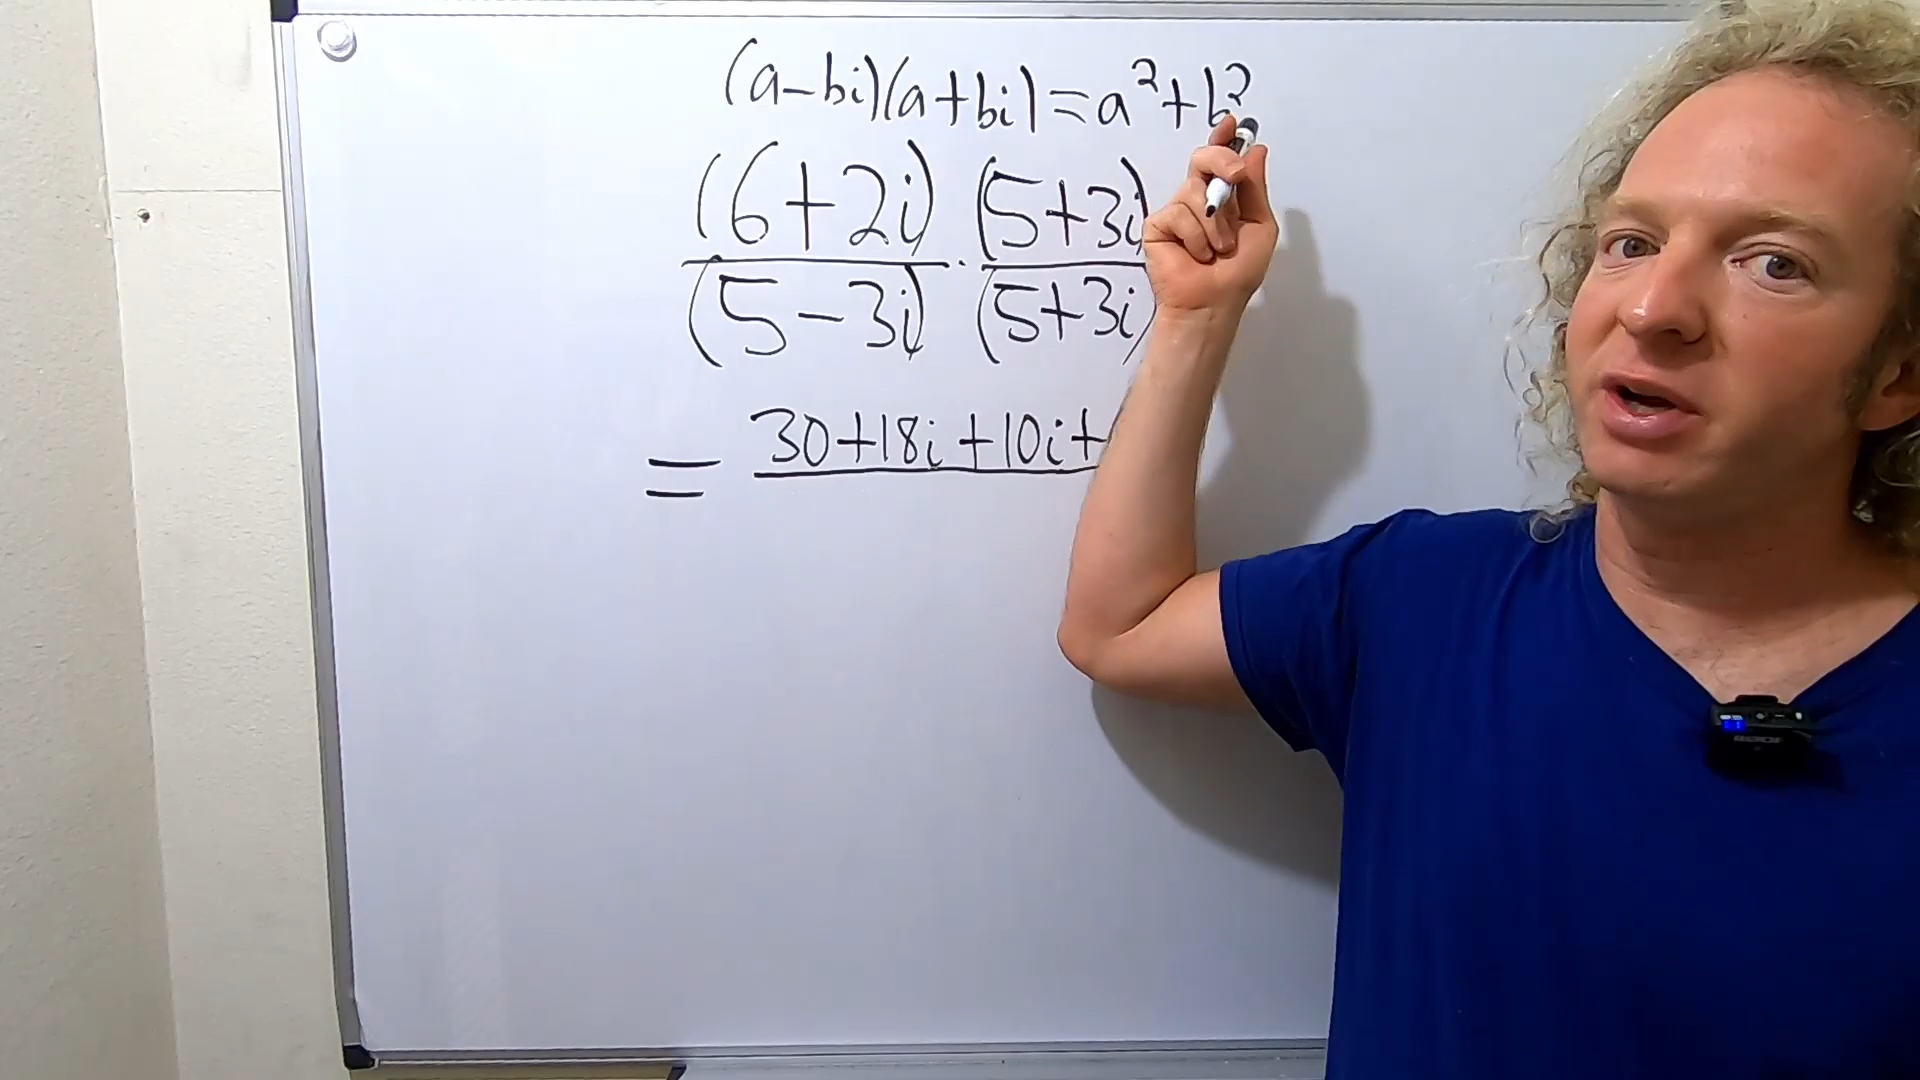 (a-bi)(a+bi)=a²+b²
(6+2i) · (5+3i)
(5-3i) (5+3i)
= 30+18i+10i+